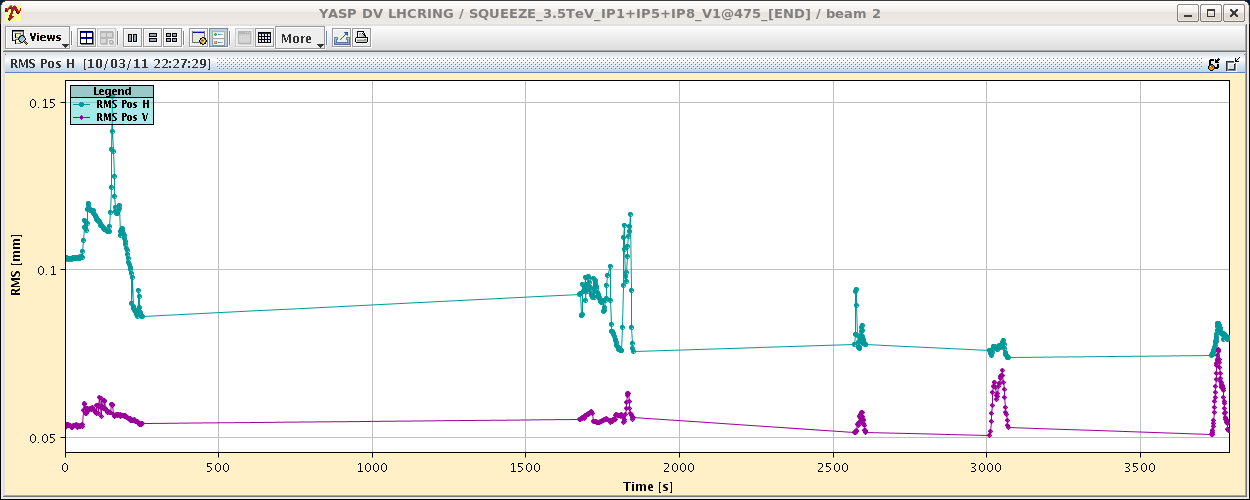 YASP DV LHCRING / SQUEEZE_3.5TeV_IP1+IP5+IP8_V1@475_[END] / beam 2
Views
More
RMS Pos H [10/03/11 22:27:29]
Legend
RMS Pos H
RMS Pos V
0.15
0.1
0.05
RMS [mm]
0 500 1000 1500 2000 2500 3000 3500
Time [s]